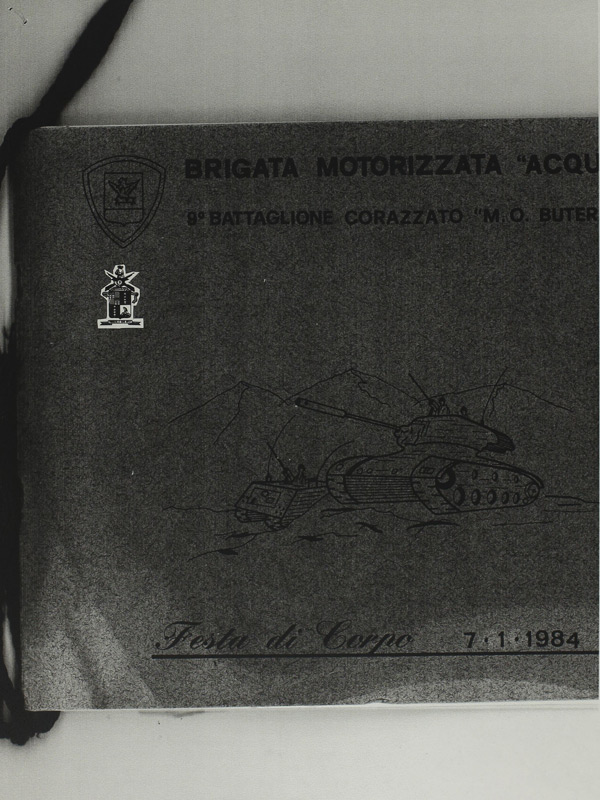 BRIGATA MOTORIZZATA "ACQU
9º BATTAGLIONE CORAZZATO "M.O. BUTER
Festa di Corpo 7·1·1984